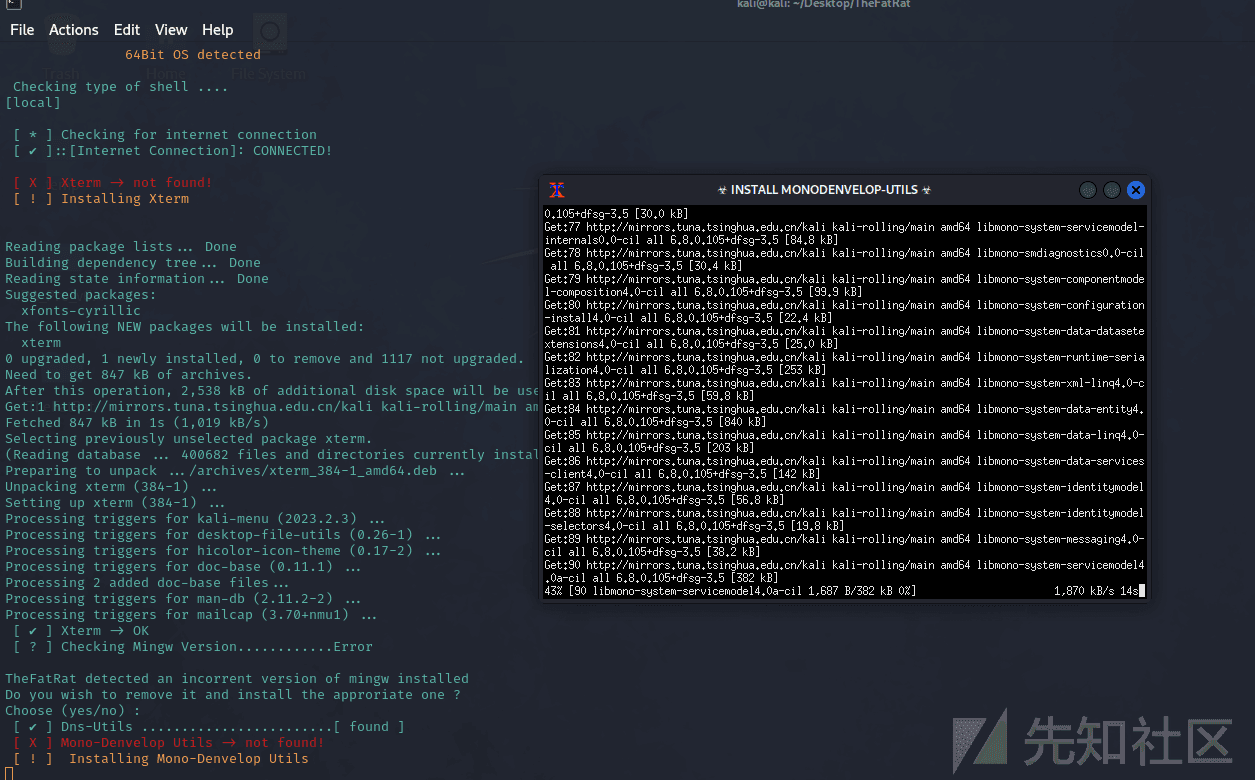 kali@kali: ~/Desktop/TheFatRat
File Actions Edit View Help
64Bit OS detected
Trash Home File System
Checking type of shell ....
[local]
[ * ] Checking for internet connection
[ ✔ ]::[Internet Connection]: CONNECTED!
[ X ] Xterm → not found!
[ ! ] Installing Xterm
Reading package lists ... Done
Building dependency tree ... Done
Reading state information ... Done
Suggested packages:
xfonts-cyrillic
The following NEW packages will be installed:
xterm
0 upgraded, 1 newly installed, 0 to remove and 1117 not upgraded.
Need to get 847 kB of archives.
After this operation, 2,538 kB of additional disk space will be use
Get:1 http://mirrors.tuna.tsinghua.edu.cn/kali kali-rolling/main am
Fetched 847 kB in 1s (1,019 kB/s)
Selecting previously unselected package xterm.
(Reading database ... 400682 files and directories currently instal
Preparing to unpack .../archives/xterm_384-1_amd64.deb ...
Unpacking xterm (384-1) ...
Setting up xterm (384-1) ...
Processing triggers for kali-menu (2023.2.3) ...
Processing triggers for desktop-file-utils (0.26-1) ...
Processing triggers for hicolor-icon-theme (0.17-2) ...
Processing triggers for doc-base (0.11.1) ...
Processing 2 added doc-base files ...
Processing triggers for man-db (2.11.2-2) ...
Processing triggers for mailcap (3.70+nmu1) ...
[ ✔ ] Xterm → OK
[ ? ] Checking Mingw Version............Error
TheFatRat detected an incorrent version of mingw installed
Do you wish to remove it and install the approriate one ?
Choose (yes/no) :
[ ✔ ] Dns-Utils ........................[ found ]
[ X ] Mono-Denvelop Utils → not found!
[ ! ] Installing Mono-Denvelop Utils
☣ INSTALL MONODENVELOP-UTILS ☣
0.105+dfsg-3.5 [30.0 kB]
Get:77 http://mirrors.tuna.tsinghua.edu.cn/kali kali-rolling/main amd64 libmono-system-servicemodel-
internals0.0-cil all 6.8.0.105+dfsg-3.5 [84.8 kB]
Get:78 http://mirrors.tuna.tsinghua.edu.cn/kali kali-rolling/main amd64 libmono-smdiagnostics0.0-cil
all 6.8.0.105+dfsg-3.5 [30.4 kB]
Get:79 http://mirrors.tuna.tsinghua.edu.cn/kali kali-rolling/main amd64 libmono-system-componentmode
l-composition4.0-cil all 6.8.0.105+dfsg-3.5 [99.9 kB]
Get:80 http://mirrors.tuna.tsinghua.edu.cn/kali kali-rolling/main amd64 libmono-system-configuration
-install4.0-cil all 6.8.0.105+dfsg-3.5 [22.4 kB]
Get:81 http://mirrors.tuna.tsinghua.edu.cn/kali kali-rolling/main amd64 libmono-system-data-datasete
xtensions4.0-cil all 6.8.0.105+dfsg-3.5 [25.0 kB]
Get:82 http://mirrors.tuna.tsinghua.edu.cn/kali kali-rolling/main amd64 libmono-system-runtime-seria
lization4.0-cil all 6.8.0.105+dfsg-3.5 [253 kB]
Get:83 http://mirrors.tuna.tsinghua.edu.cn/kali kali-rolling/main amd64 libmono-system-xml-linq4.0-c
il all 6.8.0.105+dfsg-3.5 [59.8 kB]
Get:84 http://mirrors.tuna.tsinghua.edu.cn/kali kali-rolling/main amd64 libmono-system-data-entity4.
0-cil all 6.8.0.105+dfsg-3.5 [840 kB]
Get:85 http://mirrors.tuna.tsinghua.edu.cn/kali kali-rolling/main amd64 libmono-system-data-linq4.0-
cil all 6.8.0.105+dfsg-3.5 [203 kB]
Get:86 http://mirrors.tuna.tsinghua.edu.cn/kali kali-rolling/main amd64 libmono-system-data-services
-client4.0-cil all 6.8.0.105+dfsg-3.5 [142 kB]
Get:87 http://mirrors.tuna.tsinghua.edu.cn/kali kali-rolling/main amd64 libmono-system-identitymodel
4.0-cil all 6.8.0.105+dfsg-3.5 [56.8 kB]
Get:88 http://mirrors.tuna.tsinghua.edu.cn/kali kali-rolling/main amd64 libmono-system-identitymodel
-selectors4.0-cil all 6.8.0.105+dfsg-3.5 [19.8 kB]
Get:89 http://mirrors.tuna.tsinghua.edu.cn/kali kali-rolling/main amd64 libmono-system-messaging4.0-
cil all 6.8.0.105+dfsg-3.5 [38.2 kB]
Get:90 http://mirrors.tuna.tsinghua.edu.cn/kali kali-rolling/main amd64 libmono-system-servicemodel4
.0a-cil all 6.8.0.105+dfsg-3.5 [382 kB]
43% [90 libmono-system-servicemodel4.0a-cil 1,687 B/382 kB 0%] 1,870 kB/s 14s
先知社区